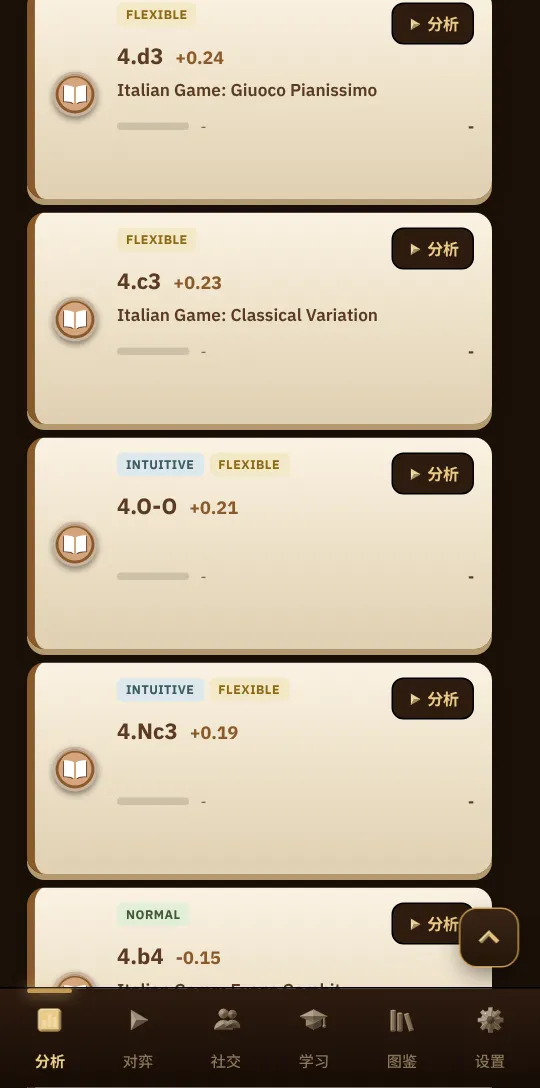 FLEXIBLE
分析
4.d3 +0.24
Italian Game: Giuoco Pianissimo
- -
FLEXIBLE
分析
4.c3 +0.23
Italian Game: Classical Variation
- -
INTUITIVE FLEXIBLE
分析
4.O-O +0.21
- -
INTUITIVE FLEXIBLE
分析
4.Nc3 +0.19
- -
NORMAL
分析
4.b4 -0.15
分析 对弈 社交 学习 图鉴 设置